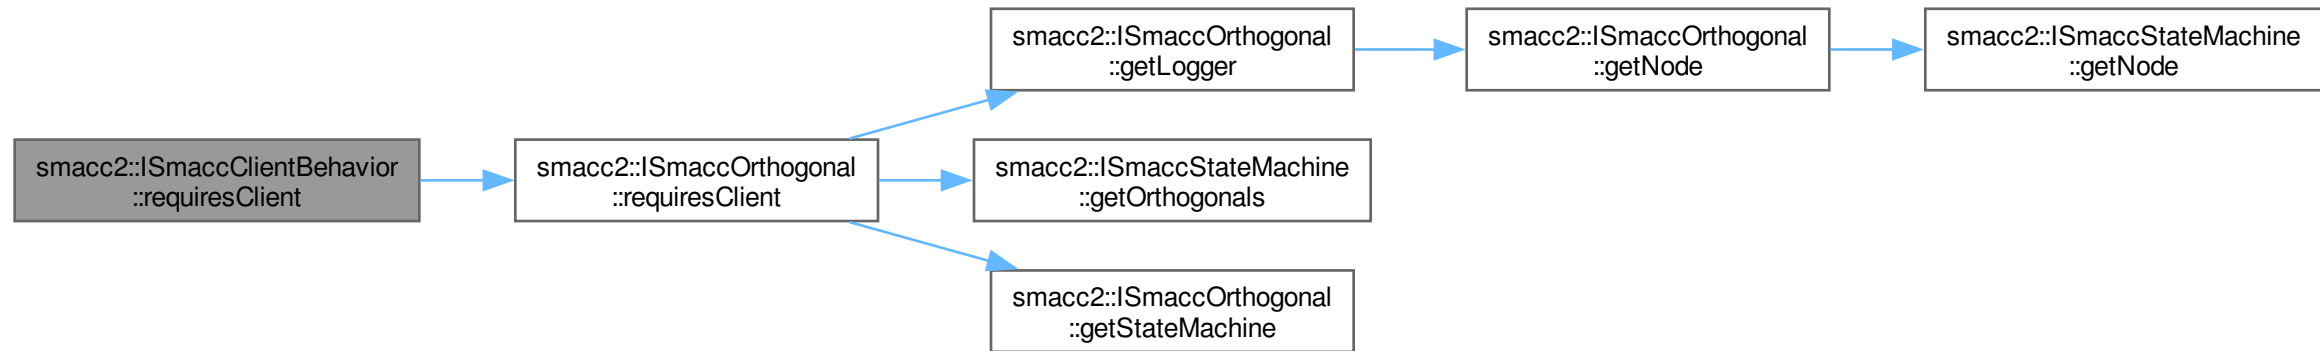 smacc2::ISmaccClientBehavior
::requiresClient
smacc2::ISmaccOrthogonal
::requiresClient
smacc2::ISmaccOrthogonal
::getLogger
smacc2::ISmaccOrthogonal
::getNode
smacc2::ISmaccStateMachine
::getNode
smacc2::ISmaccStateMachine
::getOrthogonals
smacc2::ISmaccOrthogonal
::getStateMachine